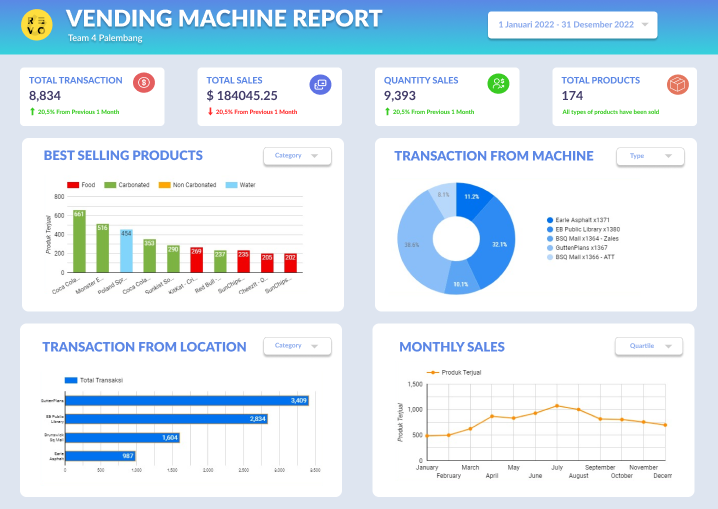 VENDING MACHINE REPORT
Team 4 Palembang
1 Januari 2022 - 31 Desember 2022
TOTAL TRANSACTION
8,834
20,5% From Previous 1 Month
TOTAL SALES
$ 184045.25
20,5% From Previous 1 Month
QUANTITY SALES
9,393
20,5% From Previous 1 Month
TOTAL PRODUCTS
174
All types of products have been sold
BEST SELLING PRODUCTS
Category
Food
Carbonated
Non Carbonated
Water
Produk Terjual
800
600
400
200
0
661
516
454
353
290
269
237
235
205
202
Coca Cola...
Monster E...
Poland Spr...
Coca Cola...
Sunkist So...
KitKat - Cri...
Red Bull -...
SunChips...
Cheezit - O...
SunChips...
TRANSACTION FROM MACHINE
Type
11.2%
32.1%
10.1%
9.1%
Earle Asphalt x1371
EB Public Library x1380
BSQ Mall x1364 - Zales
GuttenPlans x1367
BSQ Mall x1366 - ATT
TRANSACTION FROM LOCATION
Category
Total Transaksi
GuttenPlans
3,409
EB Public
Library
2,834
Brunswick
Sq Mall
1,604
Earle
Asphalt
987
0
500
1,000
1,500
2,000
2,500
3,000
3,500
MONTHLY SALES
Quartile
Produk Terjual
Produk Terjual
1,500
1,000
500
0
January
February
March
April
May
June
July
August
September
October
November
Decem